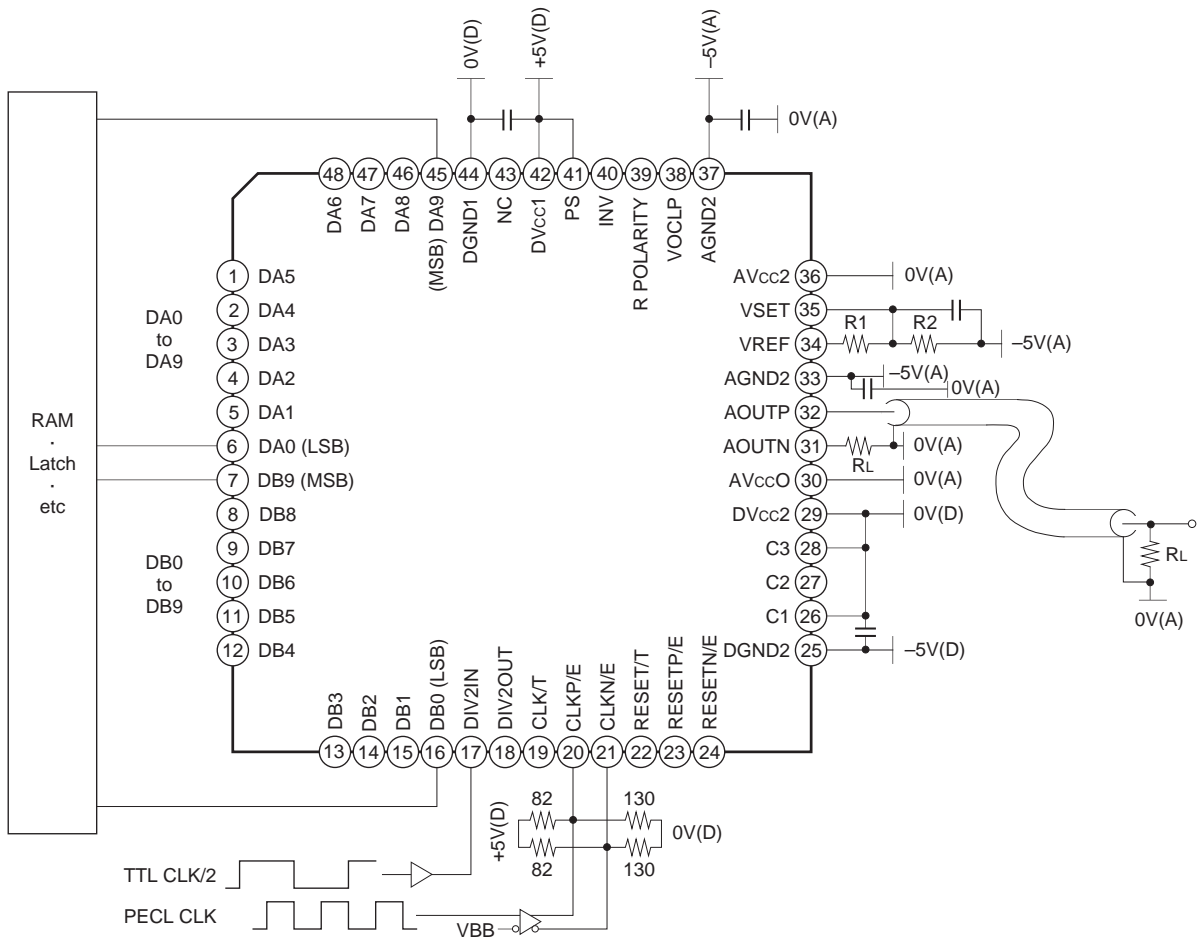 0V(D)
+5V(D)
–5V(A)
0V(A)
48
47
46
45
44
43
42
41
40
39
38
37
DA6
DA7
DA8
(MSB) DA9
DGND1
NC
DVCC1
PS
INV
R POLARITY
VOCLP
AGND2
RAM
·
Latch
·
etc
DA0
to
DA9
DB0
to
DB9
1 DA5
2 DA4
3 DA3
4 DA2
5 DA1
6 DA0 (LSB)
7 DB9 (MSB)
8 DB8
9 DB7
10 DB6
11 DB5
12 DB4
AVCC2 36 0V(A)
VSET 35
R1 R2
VREF 34 –5V(A)
AGND2 33 –5V(A)
0V(A)
AOUTP 32
AOUTN 31 RL 0V(A)
AVCCO 30 0V(A)
DVCC2 29 0V(D)
C3 28
C2 27
C1 26
DGND2 25 –5V(D)
RL
0V(A)
DB3
DB2
DB1
DB0 (LSB)
DIV2IN
DIV2OUT
CLK/T
CLKP/E
CLKN/E
RESET/T
RESETP/E
RESETN/E
13
14
15
16
17
18
19
20
21
22
23
24
82 130
+5V(D) 0V(D)
82 130
TTL CLK/2
PECL CLK
VBB